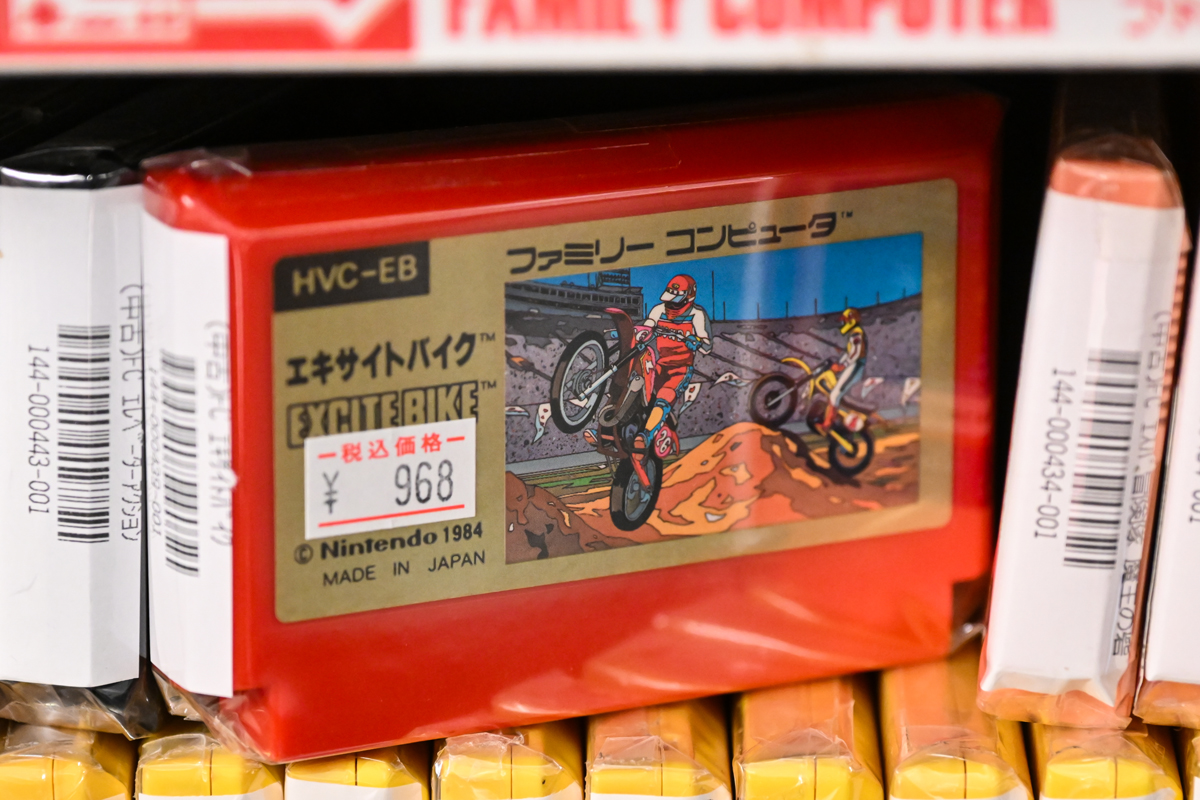 FAMILY COMPUTER
HVC-EB
ファミリー コンピュータ™
エキサイトバイク™
EXCITEBIKE™
税込価格
¥ 968
© Nintendo 1984
MADE IN JAPAN
26
144-000443-001
144-000434-001